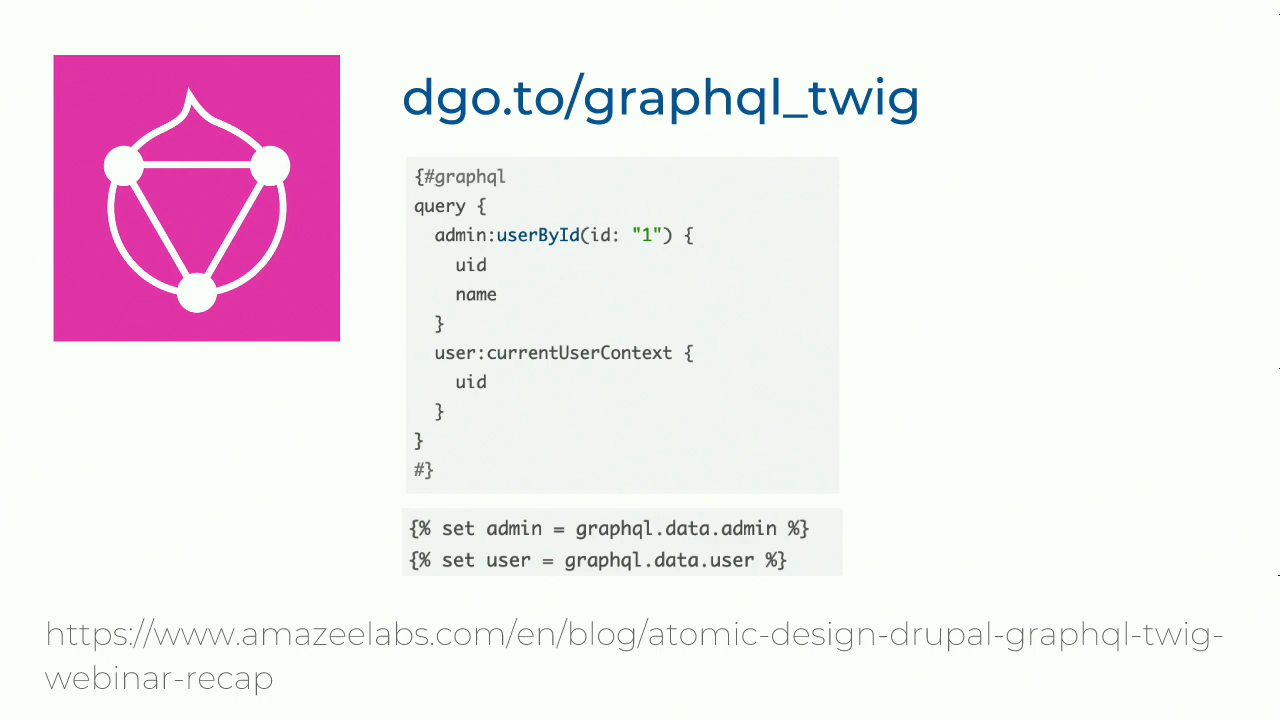 dgo.to/graphql_twig
{#graphql
query {
  admin:userById(id: "1") {
    uid
    name
  }
  user:currentUserContext {
    uid
  }
}
#}
{% set admin = graphql.data.admin %}
{% set user = graphql.data.user %}
https://www.amazeelabs.com/en/blog/atomic-design-drupal-graphql-twig-
webinar-recap